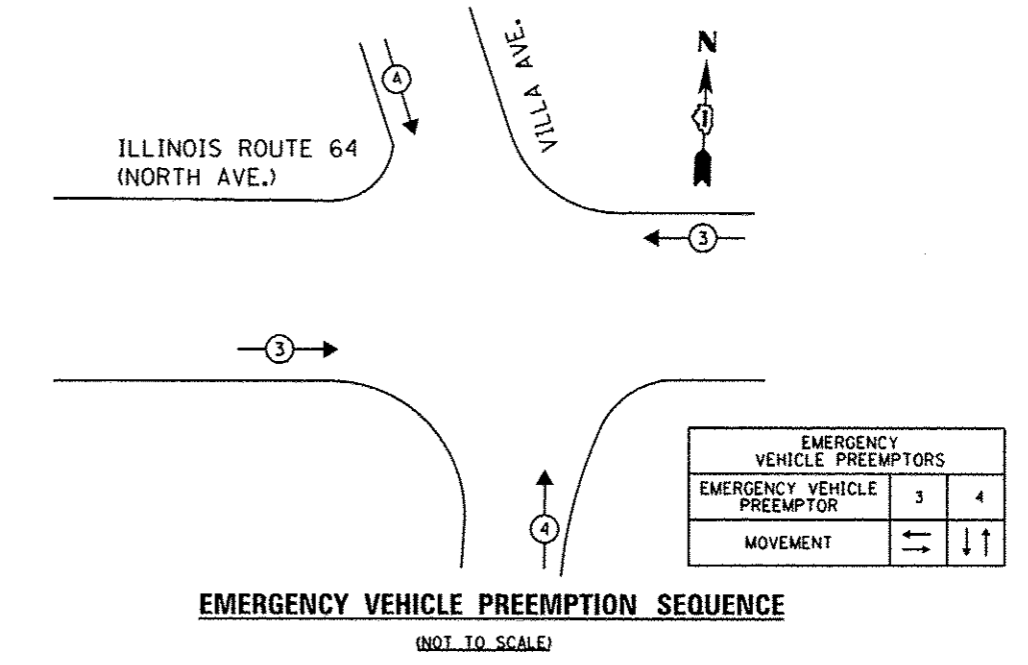 4
VILLA AVE.
N
ILLINOIS ROUTE 64
(NORTH AVE.)
3
3
4
EMERGENCY
VEHICLE PREEMPTORS
EMERGENCY VEHICLE
PREEMPTOR
3
4
MOVEMENT
EMERGENCY VEHICLE PREEMPTION SEQUENCE
(NOT TO SCALE)